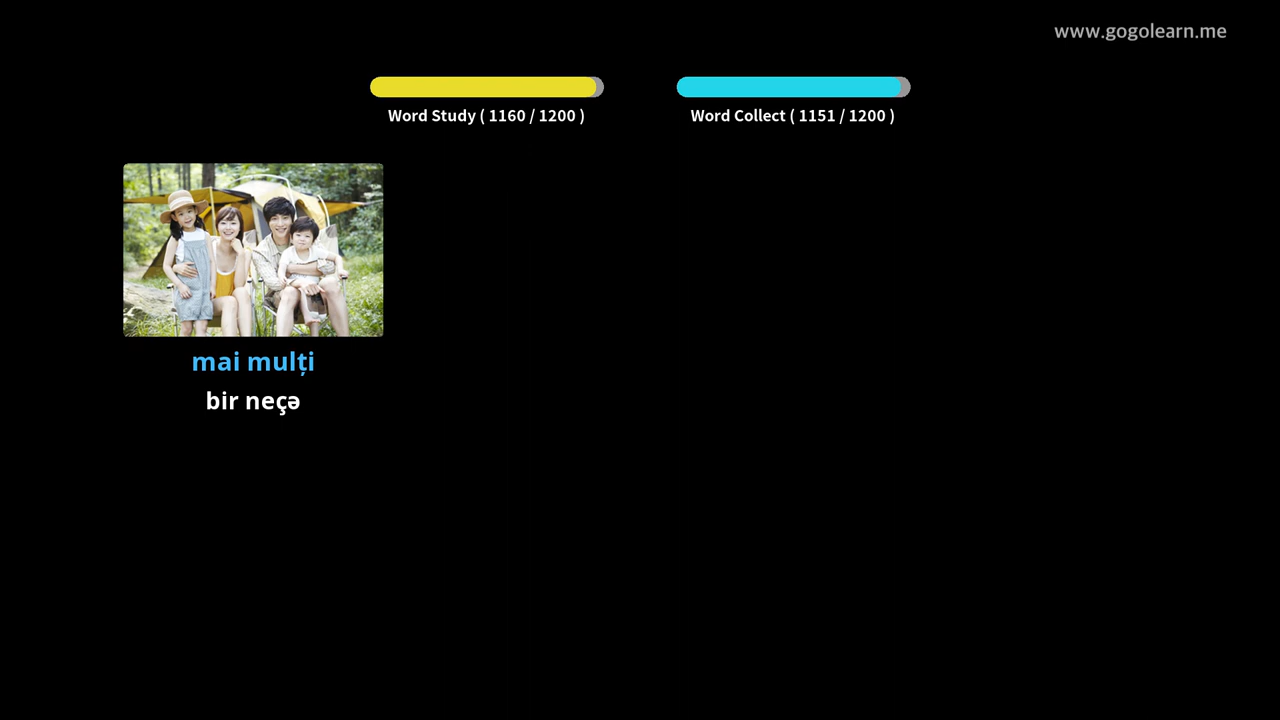 www.gogolearn.me
Word Study ( 1160 / 1200 )
Word Collect ( 1151 / 1200 )
mai mulți
bir neçə